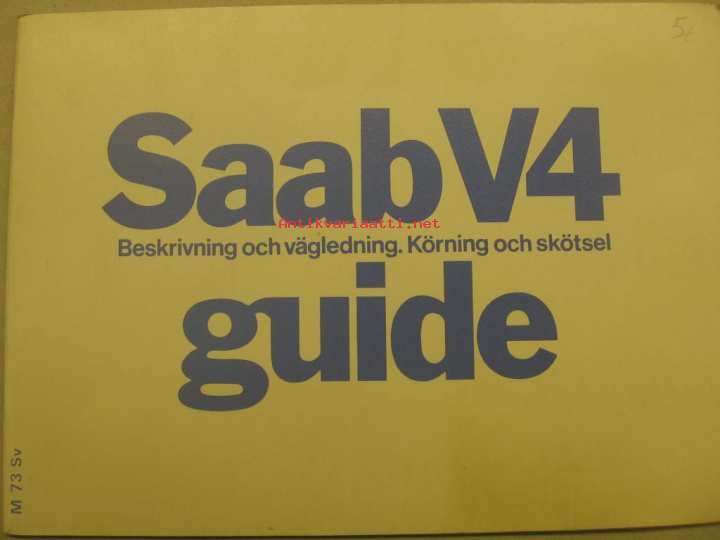 5,-
Saab V4
Antikvariaatti.net
Beskrivning och vägledning. Körning och skötsel
guide
M 73 Sv